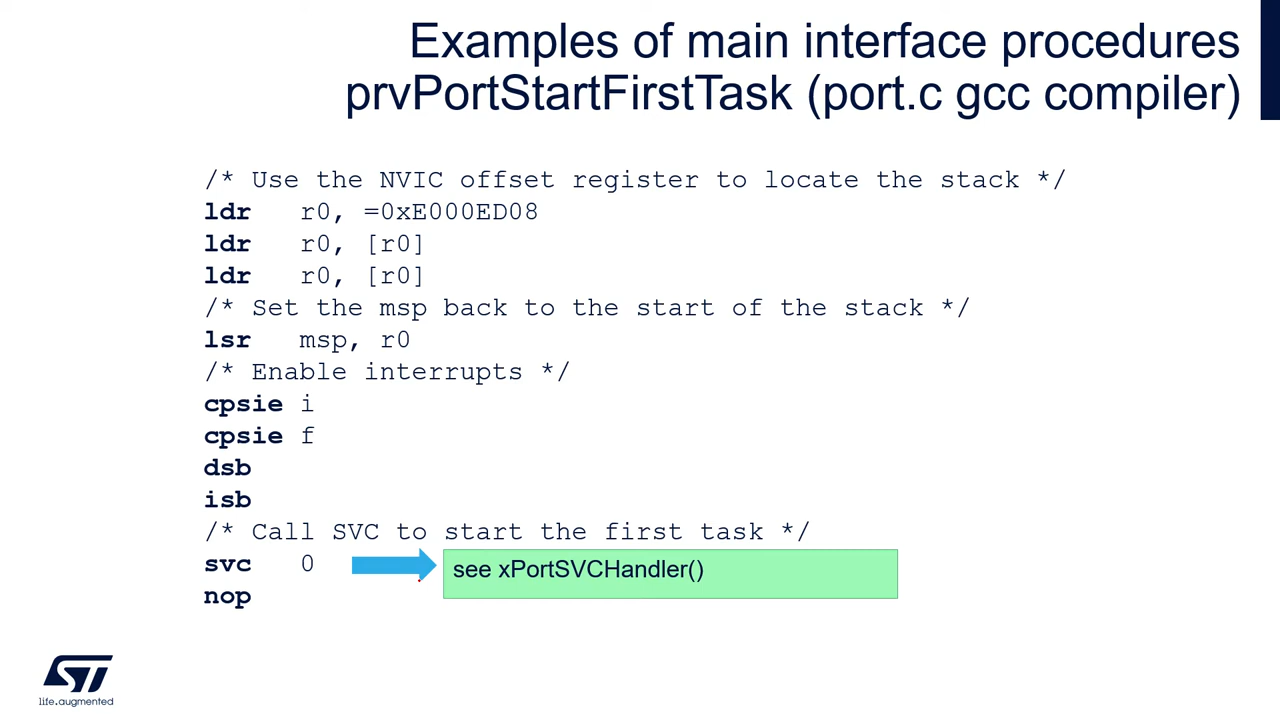 Examples of main interface procedures
prvPortStartFirstTask (port.c gcc compiler)
/* Use the NVIC offset register to locate the stack */
ldr r0, =0xE000ED08
ldr r0, [r0]
ldr r0, [r0]
/* Set the msp back to the start of the stack */
lsr msp, r0
/* Enable interrupts */
cpsie i
cpsie f
dsb
isb
/* Call SVC to start the first task */
svc 0
see xPortSVCHandler()
nop
ST
life.augmented